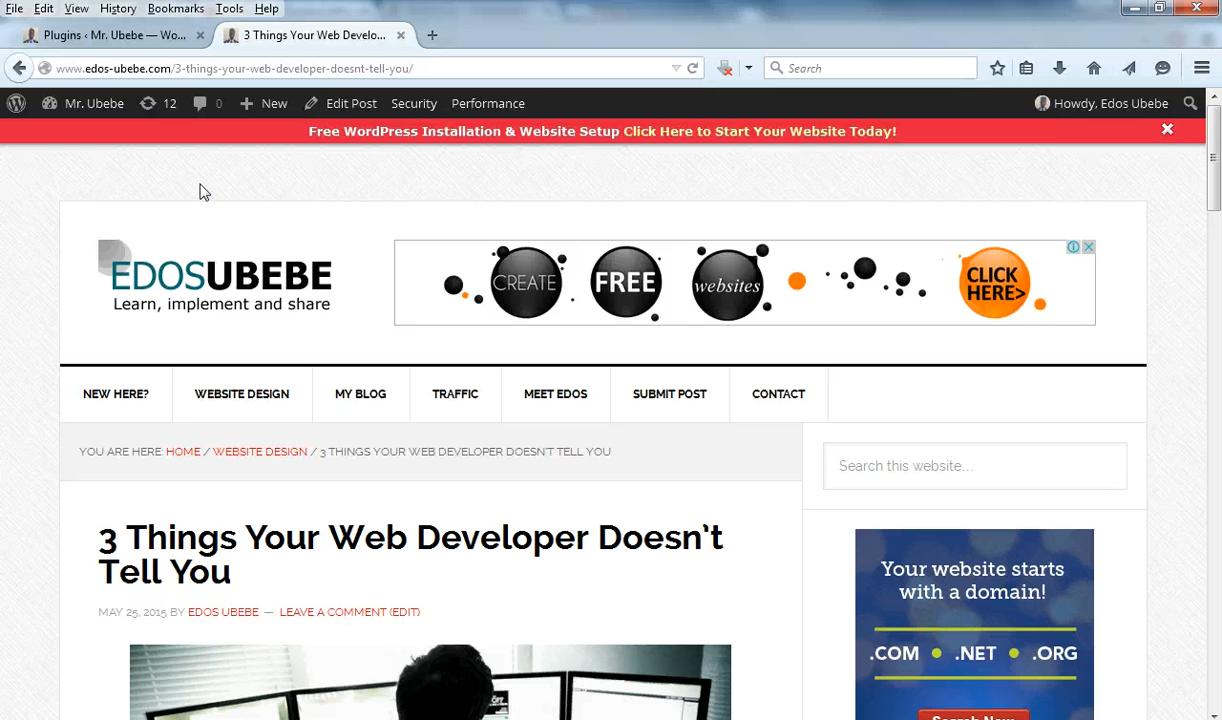 File Edit View History Bookmarks Tools Help
Plugins ‹ Mr. Ubebe — Wo... 3 Things Your Web Develo...
www.edos-ubebe.com/3-things-your-web-developer-doesnt-tell-you/ Search
Mr. Ubebe 12 0 New Edit Post Security Performance Howdy, Edos Ubebe
Free WordPress Installation & Website Setup Click Here to Start Your Website Today!
EDOSUBEBE
Learn, implement and share
CREATE FREE websites CLICK HERE>
NEW HERE? WEBSITE DESIGN MY BLOG TRAFFIC MEET EDOS SUBMIT POST CONTACT
YOU ARE HERE: HOME / WEBSITE DESIGN / 3 THINGS YOUR WEB DEVELOPER DOESN'T TELL YOU
Search this website...
3 Things Your Web Developer Doesn't
Tell You
MAY 25, 2015 BY EDOS UBEBE — LEAVE A COMMENT (EDIT)
Your website starts
with a domain!
.COM • .NET • .ORG
Search Now